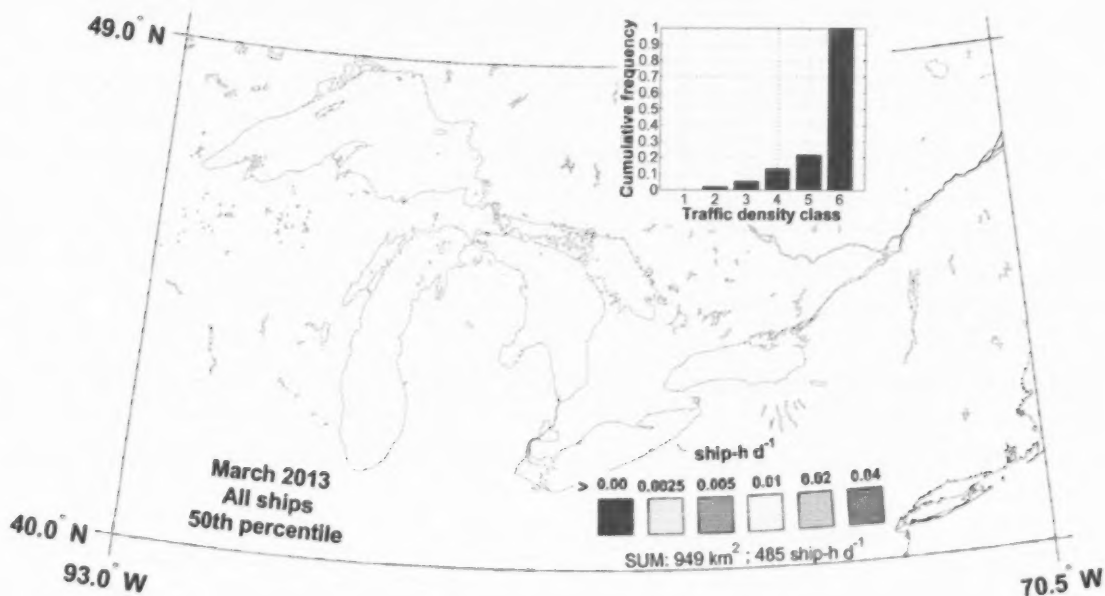 49.0° N
Cumulative frequency
1
0.9
0.8
0.7
0.6
0.5
0.4
0.3
0.2
0.1
0
1 2 3 4 5 6
Traffic density class
March 2013
All ships
50th percentile
ship-h d⁻¹
> 0.00 0.0025 0.005 0.01 0.02 0.04
SUM: 949 km² ; 485 ship-h d⁻¹
40.0° N
93.0° W
70.5° W